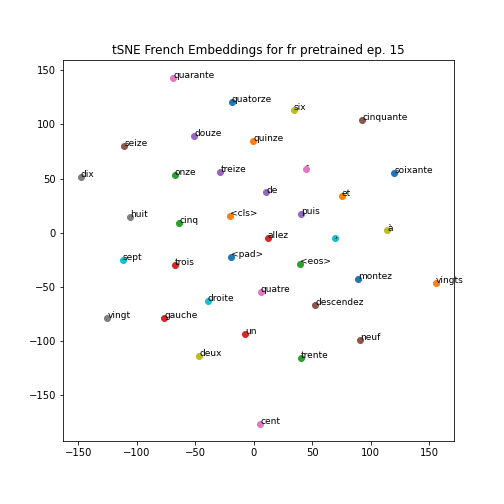 tSNE French Embeddings for fr pretrained ep. 15
150
100
50
0
−50
−100
−150
−150
−100
−50
0
50
100
150
quarante
quatorze
six
cinquante
douze
quinze
seize
treize
-
onze
soixante
dix
de
et
puis
<cls>
huit
cinq
à
allez
,
<pad>
sept
<eos>
trois
montez
vingts
quatre
droite
descendez
vingt
gauche
un
neuf
deux
trente
cent